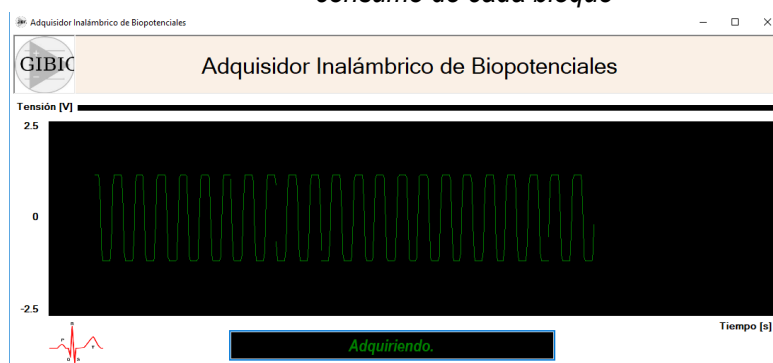 consumo de cada bloque
Adquisidor Inalámbrico de Biopotenciales
GIBIC
Adquisidor Inalámbrico de Biopotenciales
Tensión [V]
2.5
0
-2.5
Tiempo [s]
R
P
T
Q
S
Adquiriendo.